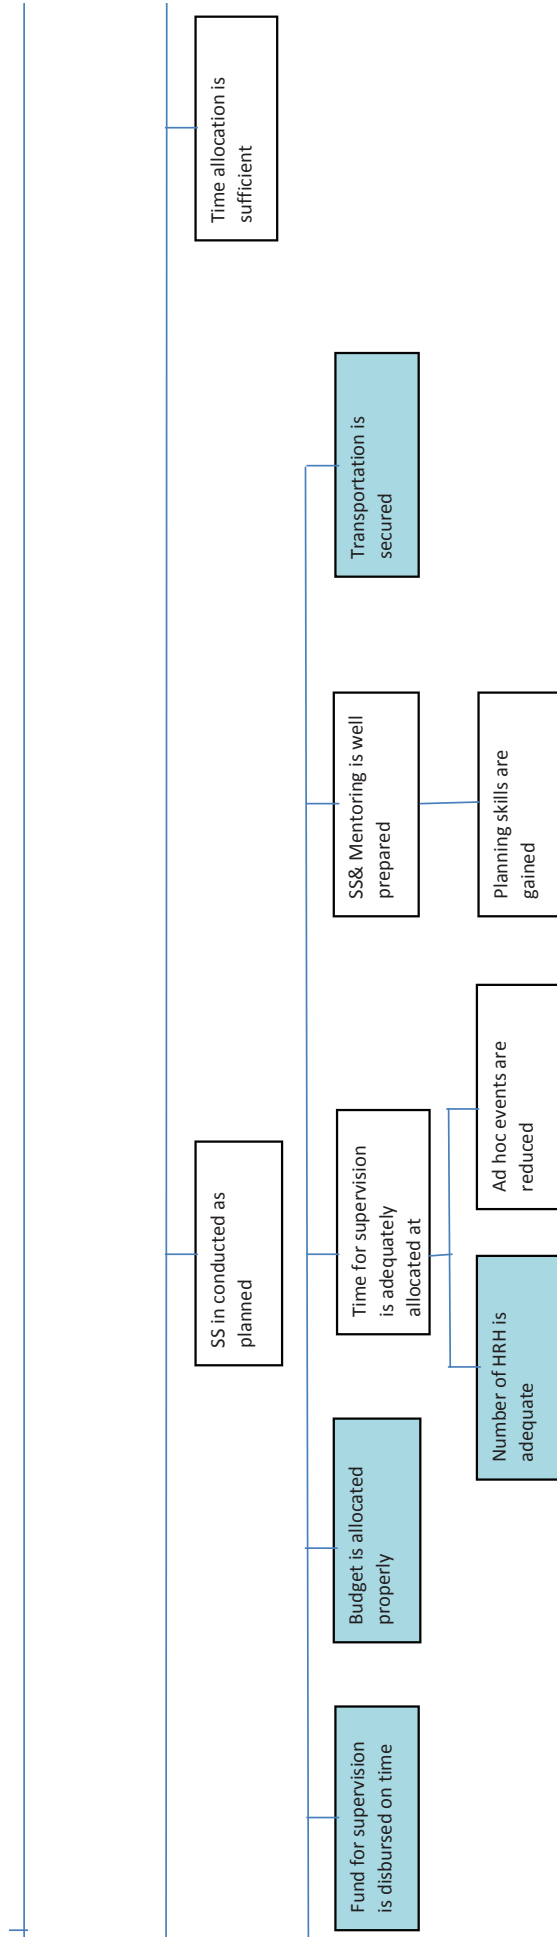 Time allocation is
sufficient
SS in conducted as
planned
Fund for supervision
is disbursed on time
Budget is allocated
properly
Time for supervision
is adequately
allocated at
SS& Mentoring is well
prepared
Transportation is
secured
Number of HRH is
adequate
Ad hoc events are
reduced
Planning skills are
gained